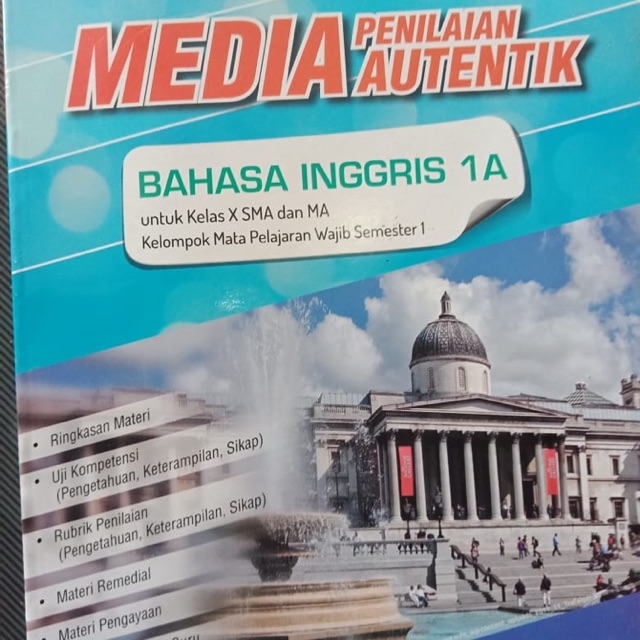 MEDIA PENILAIAN
AUTENTIK
BAHASA INGGRIS 1A
untuk Kelas X SMA dan MA
Kelompok Mata Pelajaran Wajib Semester 1
• Ringkasan Materi
• Uji Kompetensi
(Pengetahuan, Keterampilan, Sikap)
• Rubrik Penilaian
(Pengetahuan, Keterampilan, Sikap)
• Materi Remedial
• Materi Pengayaan